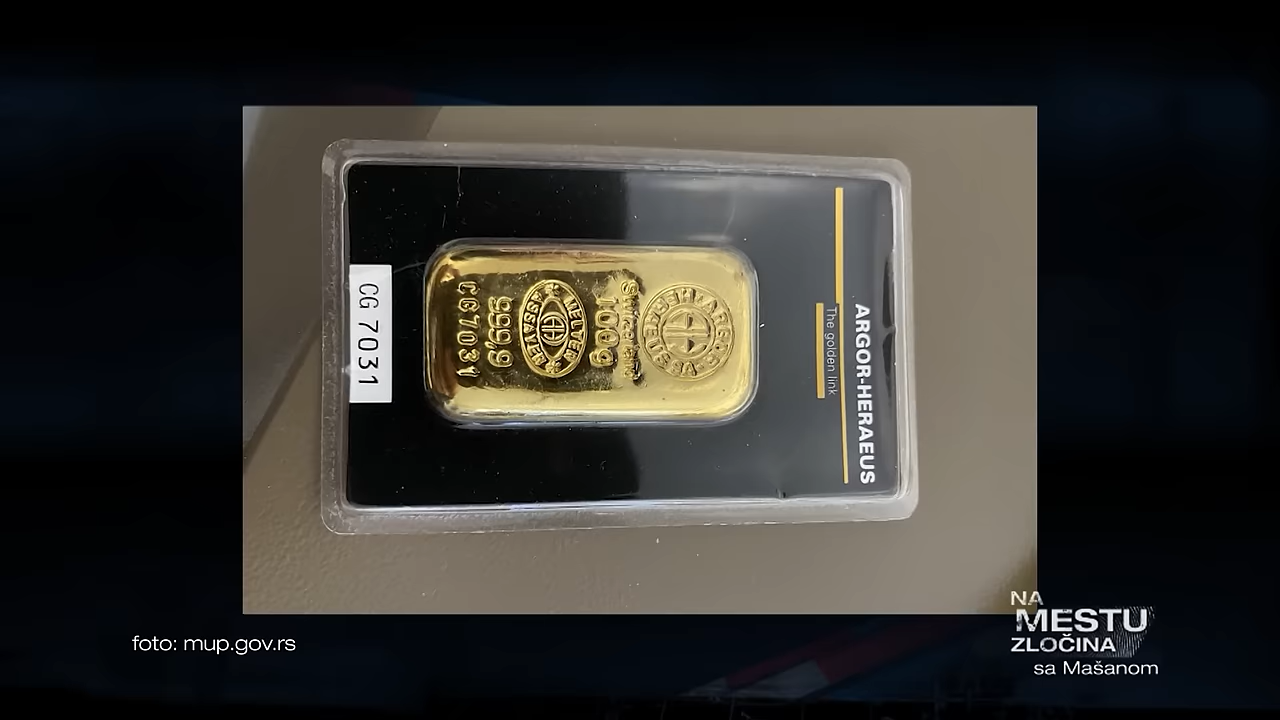 ARGOR-HERAEUS
The golden link
ARGOR
HERAEUS SA
Switzerland
100g
MELTER
ASSAYER
999,9
CG7031
CG 7031
foto: mup.gov.rs
NA
MESTU
ZLOČINA
sa Mašanom